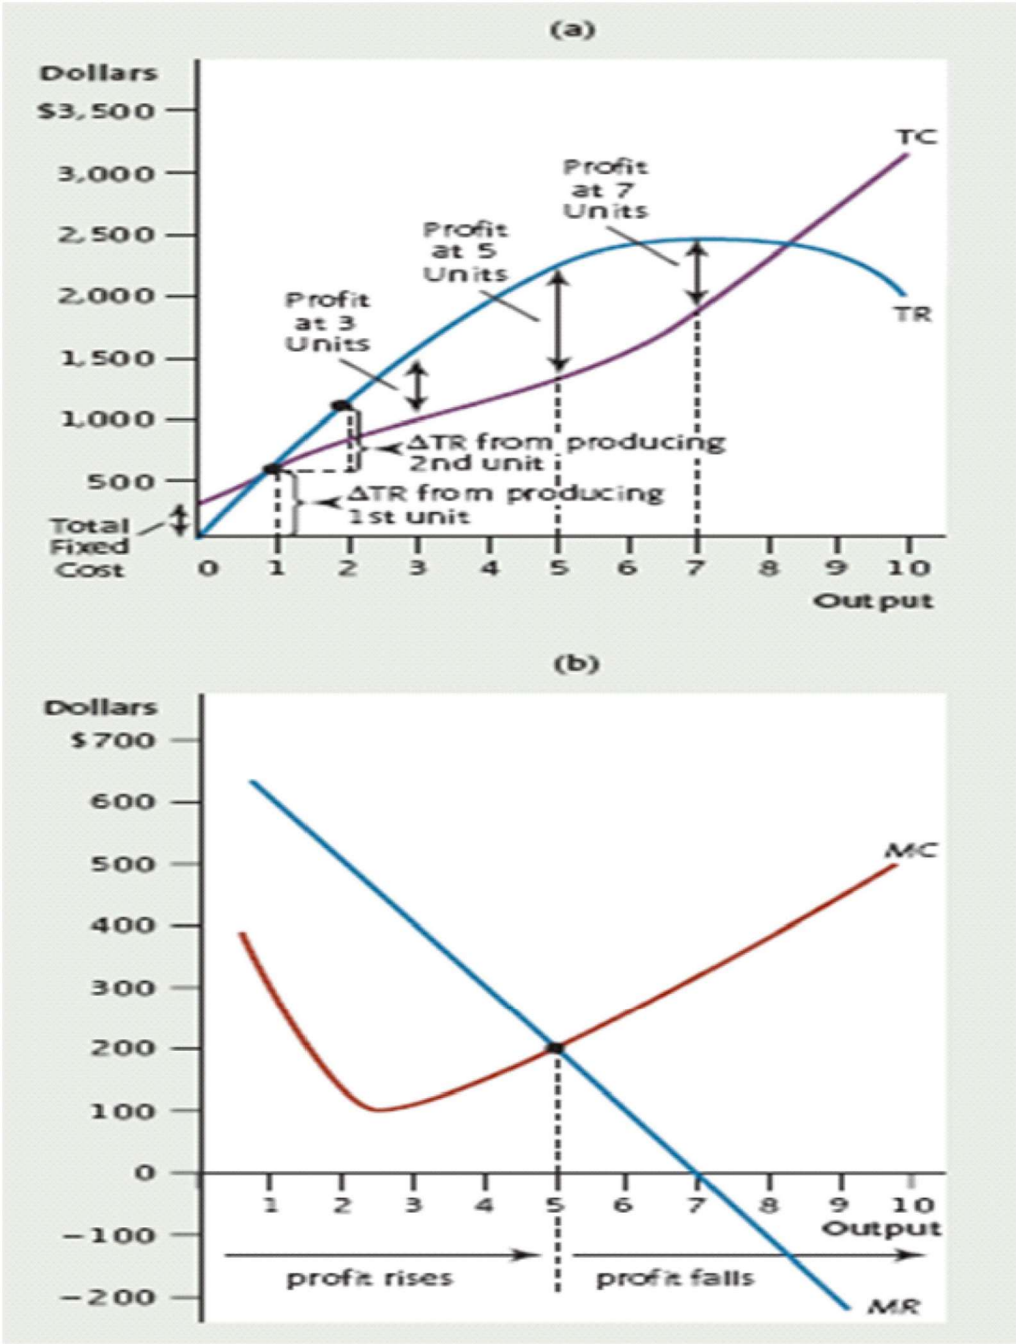 (a)
Dollars
$3,500
3,000
2,500
2,000
1,500
1,000
500
Total
Fixed
Cost
TC
TR
Profit
at 7
Units
Profit
at 5
Units
Profit
at 3
Units
ΔTR from producing
2nd unit
ΔTR from producing
1st unit
0 1 2 3 4 5 6 7 8 9 10
Output
(b)
Dollars
$700
600
500
400
300
200
100
0
-100
-200
MC
1 2 3 4 5 6 7 8 9 10
Output
profit rises
profit falls
MR